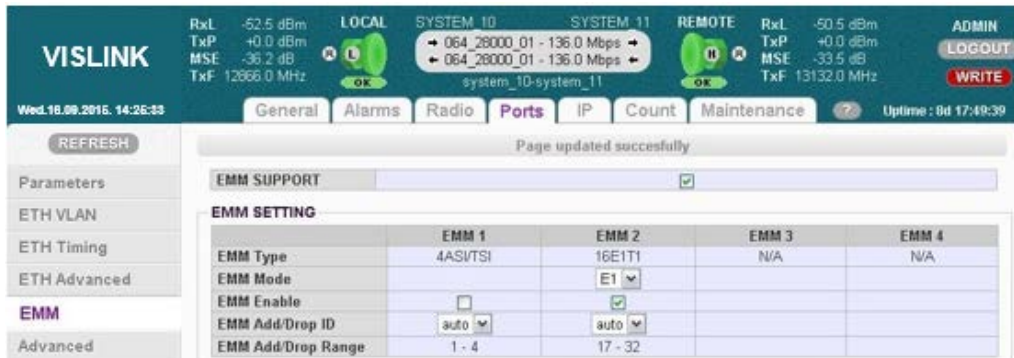 VISLINK
RxL -52.5 dBm LOCAL SYSTEM 10 SYSTEM 11 REMOTE RxL -50.5 dBm ADMIN
TxP +0.0 dBm 064_28000_01 - 136.0 Mbps TxP +0.0 dBm LOGOUT
MSE -36.2 dB R L 064_28000_01 - 136.0 Mbps H R MSE -33.5 dB
TxF 12866.0 MHz OK system_10-system_11 OK TxF 13132.0 MHz WRITE
Wed.16.09.2015. 14:25:33 General Alarms Radio Ports IP Count Maintenance ? Uptime : 8d 17:49:39
REFRESH
Page updated succesfully
Parameters
ETH VLAN
ETH Timing
ETH Advanced
EMM
Advanced
EMM SUPPORT
EMM SETTING
EMM 1 EMM 2 EMM 3 EMM 4
EMM Type 4ASI/TSI 16E1T1 N/A N/A
EMM Mode E1
EMM Enable
EMM Add/Drop ID auto auto
EMM Add/Drop Range 1 - 4 17 - 32